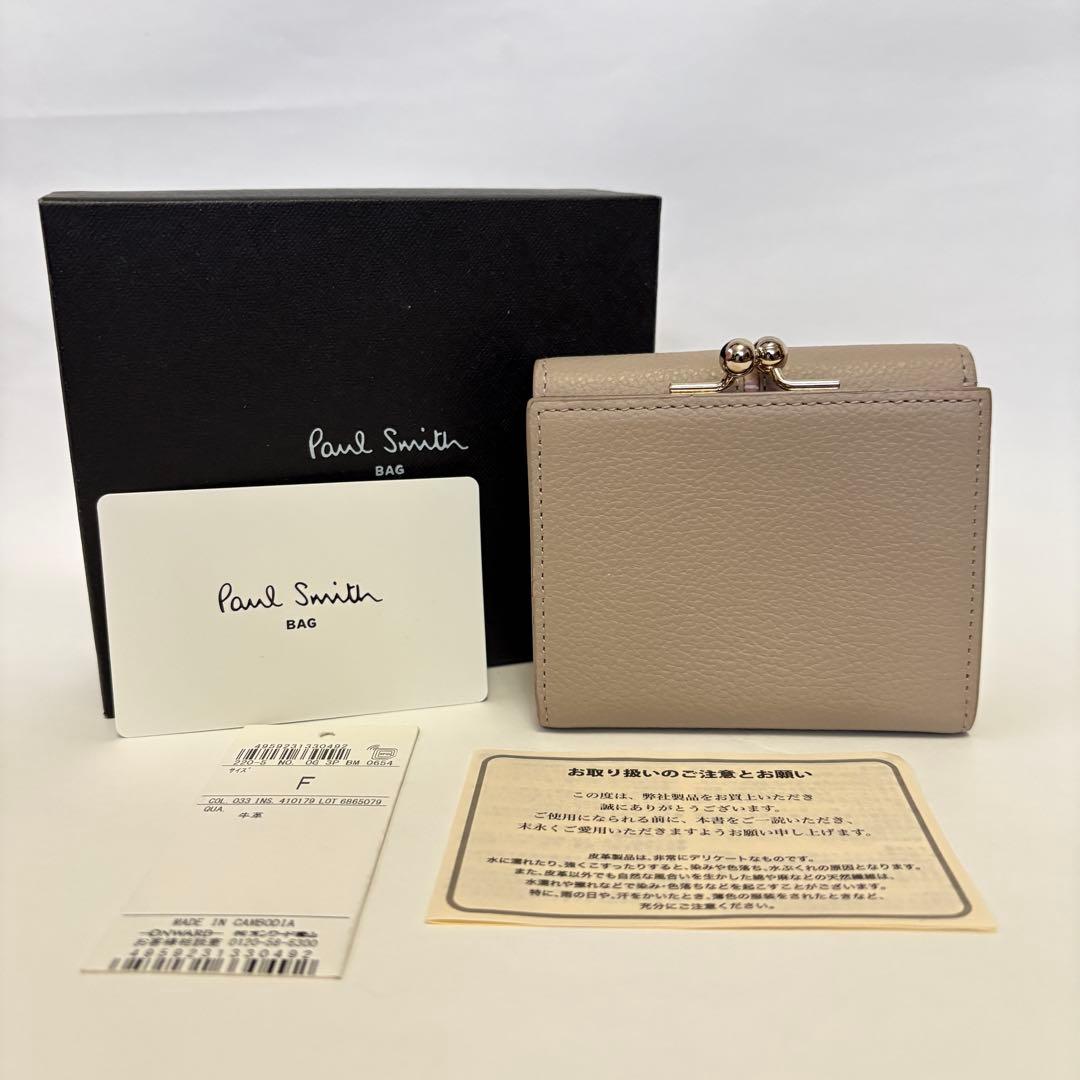 Paul Smith
BAG
Paul Smith
BAG
4959231330492
220-5 NO. 06 3P BM 0654
サイズ
F
COL. 033 INS. 410179 LOT 6865079
QUA.
牛革
MADE IN CAMBODIA
ONWARD
お客様相談室 0120-58-6300
4959231330492
お取り扱いのご注意とお願い
この度は、弊社製品をお買上いただき
誠にありがとうございます。
ご使用になられる前に、本書をご一読いただき、
末永くご愛用いただきますようお願い申し上げます。
皮革製品は、非常にデリケートなものです。
水に濡れたり、強くこすったりすると、染みや色落ち、水ぶくれの原因となります。
また、皮革以外でも自然な風合いを生かした綿や麻などの天然繊維は、
水濡れや擦れなどで染み・色落ちなどを起こすことがございます。
特に、雨の日や、汗をかいたとき、薄色の服装をされたときなど、
充分にご注意ください。